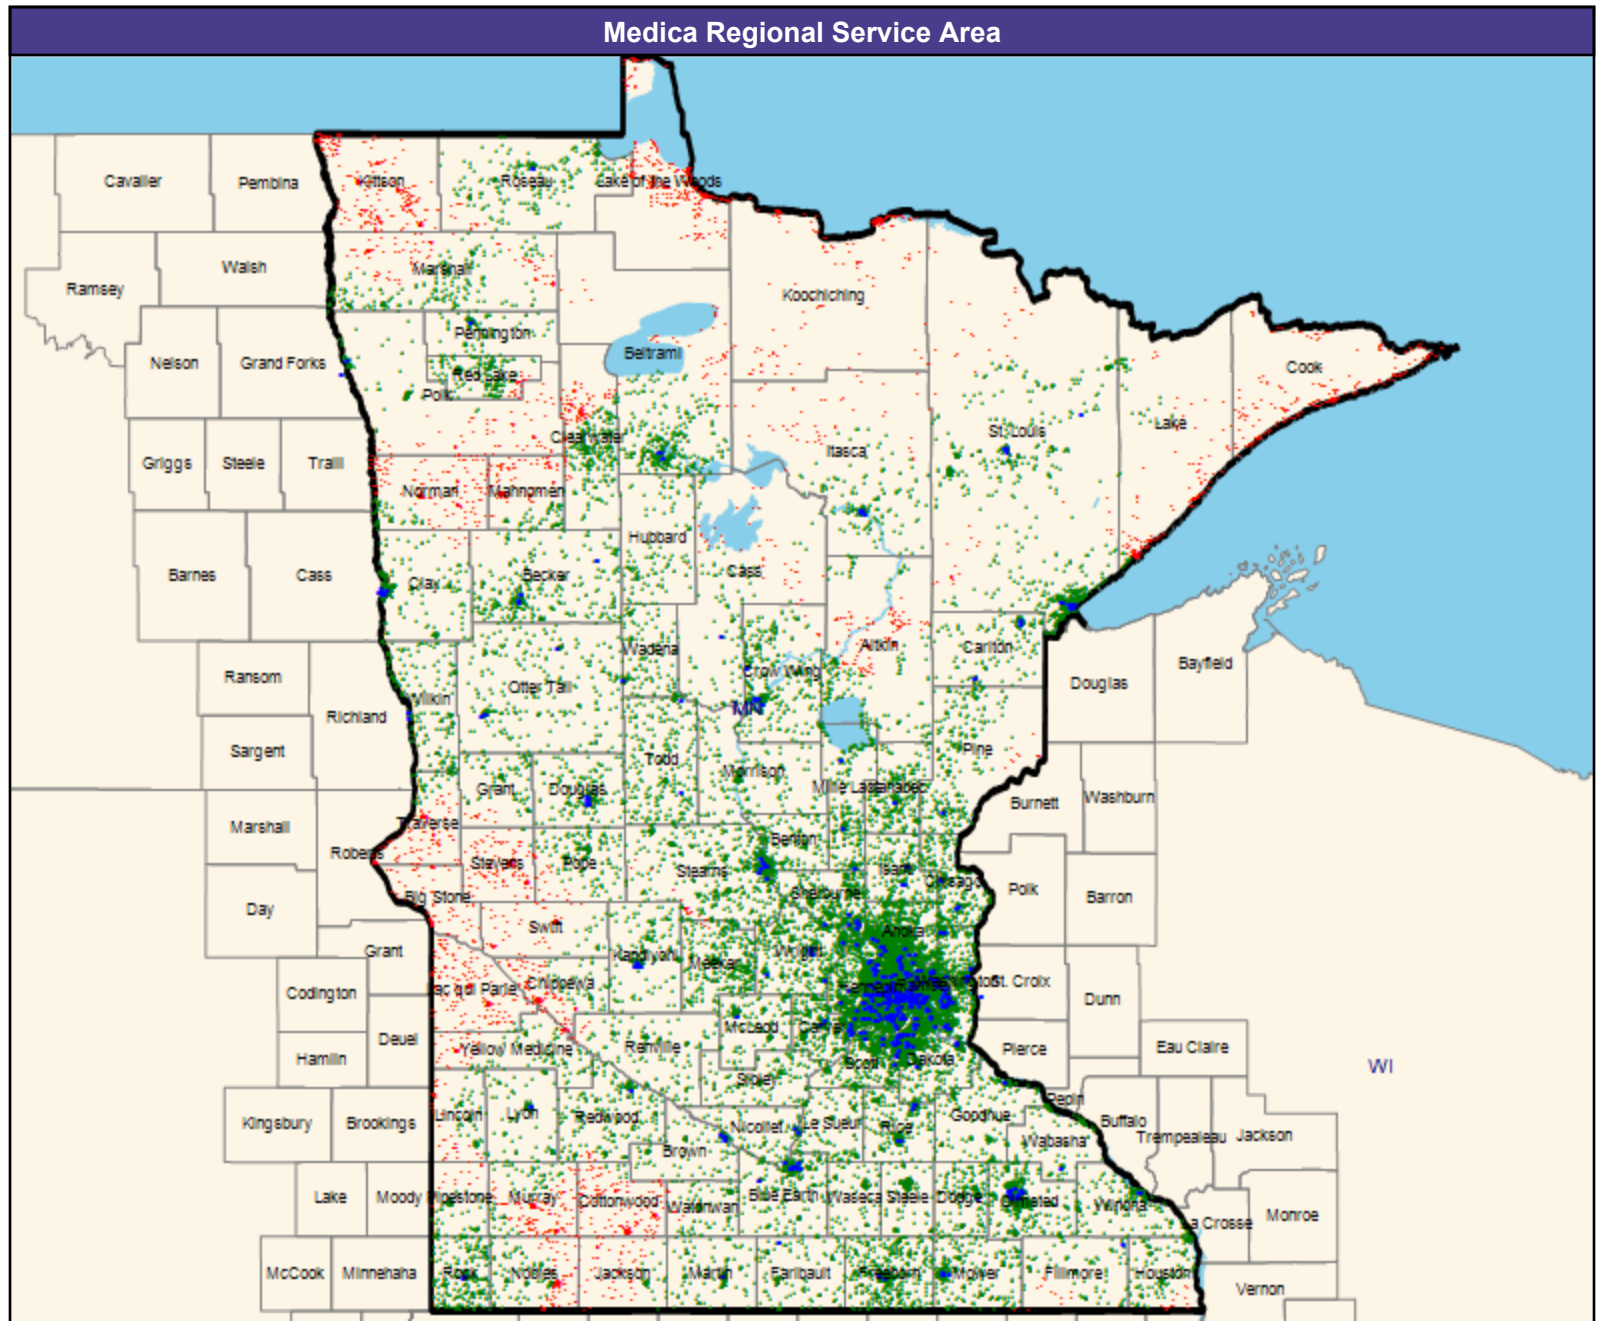 Medica Regional Service Area
Cavalier
Pembina
Kittson
Roseau
Lake of the Woods
Ramsey
Walsh
Marshall
Koochiching
Nelson
Grand Forks
Pennington
Beltrami
Red Lake
Polk
Cook
Lake
Griggs
Steele
Traill
Clearwater
Itasca
St. Louis
Norman
Mahnomen
Hubbard
Barnes
Cass
Clay
Becker
Cass
Ransom
Richland
Wilkin
Otter Tail
Wadena
Crow Wing
Aitkin
Carlton
Douglas
Bayfield
MN
Sargent
Todd
Morrison
Pine
Grant
Douglas
Mille Lacs
Kanabec
Burnett
Washburn
Marshall
Roberts
Traverse
Stevens
Pope
Stearns
Benton
Isanti
Chisago
Polk
Barron
Day
Big Stone
Swift
Sherburne
Anoka
Grant
Codington
Lac qui Parle
Chippewa
Kandiyohi
Meeker
Wright
Hennepin
Ramsey
Washington
St. Croix
Dunn
Deuel
Hamlin
Yellow Medicine
Renville
McLeod
Carver
Scott
Dakota
Pierce
Eau Claire
WI
Sibley
Kingsbury
Brookings
Lincoln
Lyon
Redwood
Brown
Nicollet
Le Sueur
Rice
Goodhue
Wabasha
Pepin
Buffalo
Trempealeau
Jackson
Lake
Moody
Pipestone
Murray
Cottonwood
Watonwan
Blue Earth
Waseca
Steele
Dodge
Olmsted
Winona
La Crosse
Monroe
McCook
Minnehaha
Rock
Nobles
Jackson
Martin
Faribault
Freeborn
Mower
Fillmore
Houston
Vernon